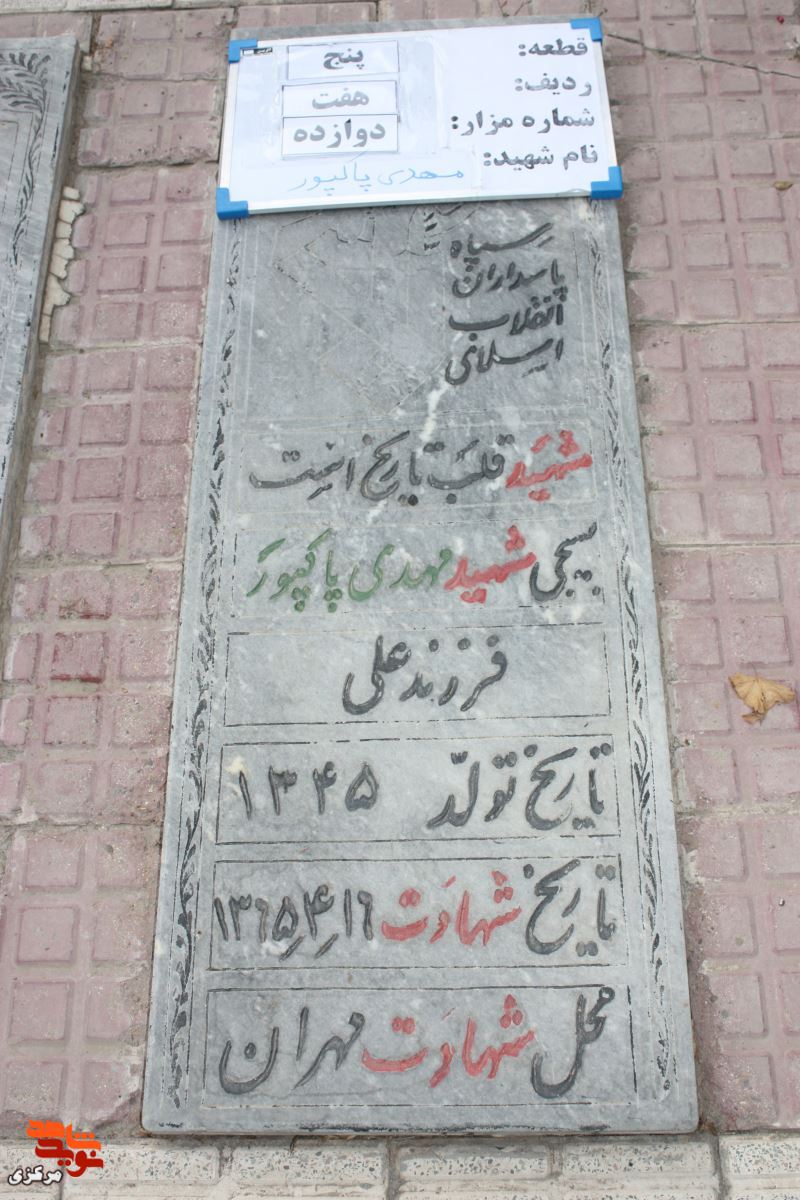 قطعه: پنج
ردیف: هفت
شماره مزار: دوازده
نام شهید: مهدی پاکپور
سپاه
پاسداران
انقلاب
اسلامی
شهید قلب تاریخ است
بسیجی شهید مهدی پاکپور
فرزند علی
تاریخ تولّد ۱۳۴۵
تاریخ شهادت ۱۳۶۵٫۴٫۱۶
محل شهادت مهران
نوید شاهد
مرکزی